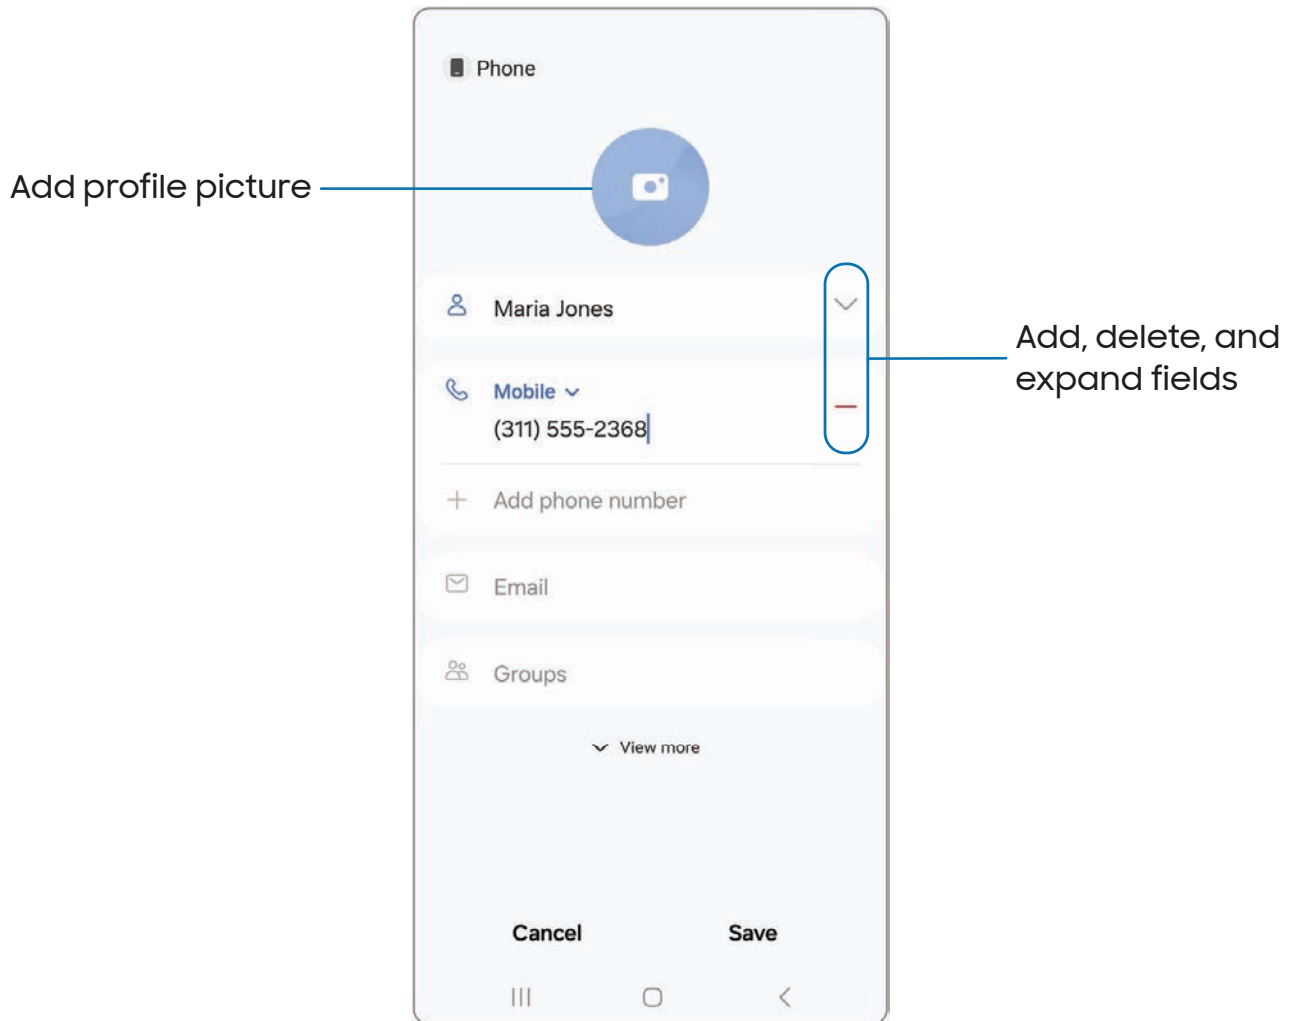 Phone
Add profile picture
Maria Jones
Add, delete, and
expand fields
Mobile
(311) 555-2368
Add phone number
Email
Groups
View more
Cancel
Save